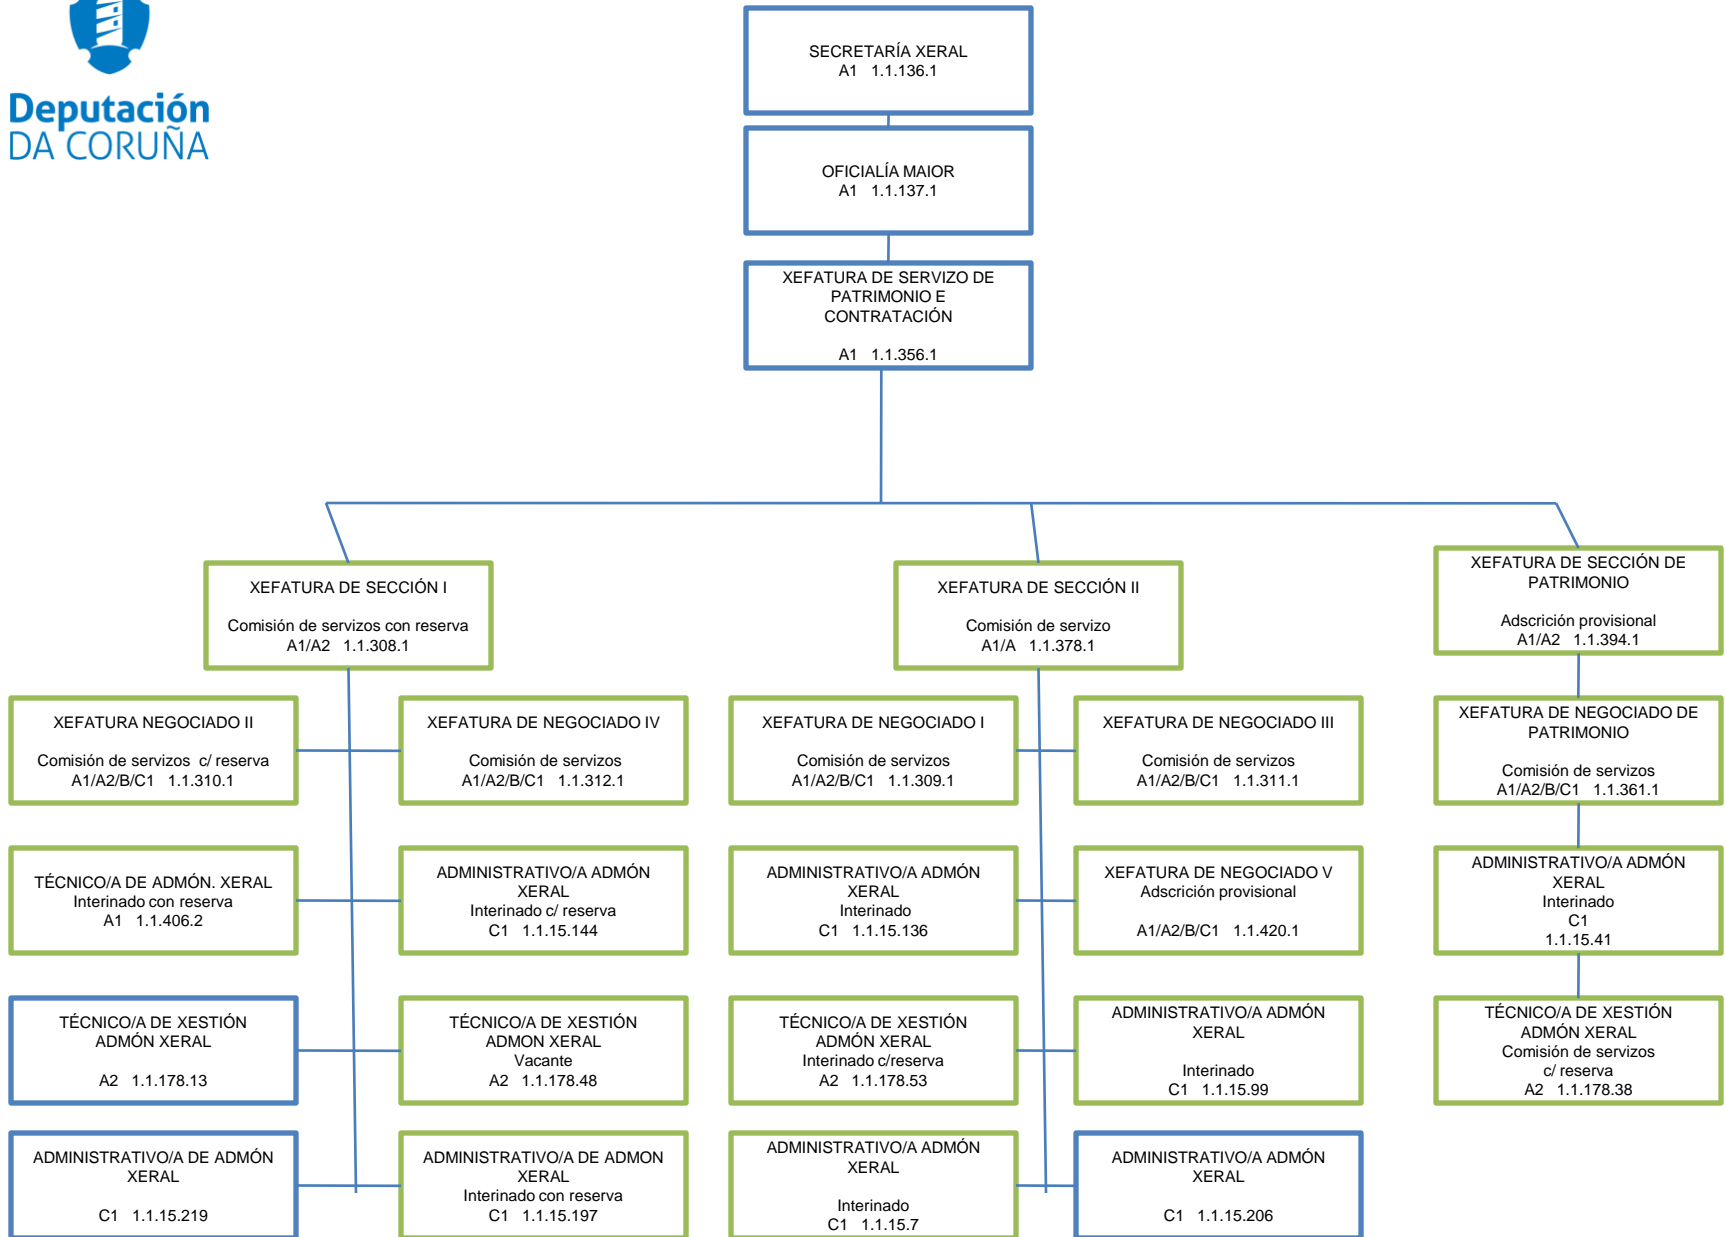 Deputación
DA CORUÑA
SECRETARÍA XERAL
A1 1.1.136.1
OFICIALÍA MAIOR
A1 1.1.137.1
XEFATURA DE SERVIZO DE
PATRIMONIO E
CONTRATACIÓN
A1 1.1.356.1
XEFATURA DE SECCIÓN I
Comisión de servizos con reserva
A1/A2 1.1.308.1
XEFATURA DE SECCIÓN II
Comisión de servizo
A1/A 1.1.378.1
XEFATURA DE SECCIÓN DE
PATRIMONIO
Adscrición provisional
A1/A2 1.1.394.1
XEFATURA NEGOCIADO II
Comisión de servizos c/ reserva
A1/A2/B/C1 1.1.310.1
XEFATURA DE NEGOCIADO IV
Comisión de servizos
A1/A2/B/C1 1.1.312.1
XEFATURA DE NEGOCIADO I
Comisión de servizos
A1/A2/B/C1 1.1.309.1
XEFATURA DE NEGOCIADO III
Comisión de servizos
A1/A2/B/C1 1.1.311.1
XEFATURA DE NEGOCIADO DE
PATRIMONIO
Comisión de servizos
A1/A2/B/C1 1.1.361.1
TÉCNICO/A DE ADMÓN. XERAL
Interinado con reserva
A1 1.1.406.2
ADMINISTRATIVO/A ADMÓN
XERAL
Interinado c/ reserva
C1 1.1.15.144
ADMINISTRATIVO/A ADMÓN
XERAL
Interinado
C1 1.1.15.136
XEFATURA DE NEGOCIADO V
Adscrición provisional
A1/A2/B/C1 1.1.420.1
ADMINISTRATIVO/A ADMÓN
XERAL
Interinado
C1
1.1.15.41
TÉCNICO/A DE XESTIÓN
ADMÓN XERAL
A2 1.1.178.13
TÉCNICO/A DE XESTIÓN
ADMON XERAL
Vacante
A2 1.1.178.48
TÉCNICO/A DE XESTIÓN
ADMÓN XERAL
Interinado c/reserva
A2 1.1.178.53
ADMINISTRATIVO/A ADMÓN
XERAL
Interinado
C1 1.1.15.99
TÉCNICO/A DE XESTIÓN
ADMÓN XERAL
Comisión de servizos
c/ reserva
A2 1.1.178.38
ADMINISTRATIVO/A DE ADMÓN
XERAL
C1 1.1.15.219
ADMINISTRATIVO/A DE ADMON
XERAL
Interinado con reserva
C1 1.1.15.197
ADMINISTRATIVO/A ADMÓN
XERAL
Interinado
C1 1.1.15.7
ADMINISTRATIVO/A ADMÓN
XERAL
C1 1.1.15.206